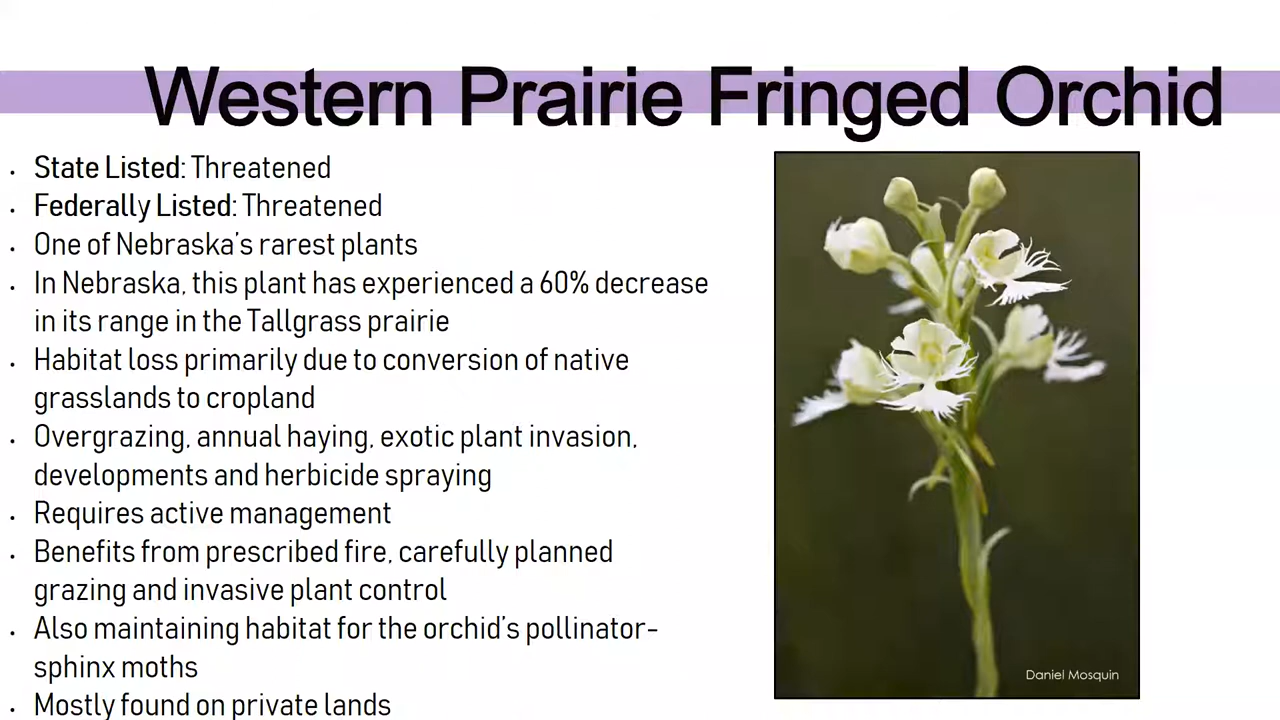 Western Prairie Fringed Orchid
• State Listed: Threatened
• Federally Listed: Threatened
• One of Nebraska's rarest plants
• In Nebraska, this plant has experienced a 60% decrease
in its range in the Tallgrass prairie
• Habitat loss primarily due to conversion of native
grasslands to cropland
• Overgrazing, annual haying, exotic plant invasion,
developments and herbicide spraying
• Requires active management
• Benefits from prescribed fire, carefully planned
grazing and invasive plant control
• Also maintaining habitat for the orchid's pollinator-
sphinx moths
• Mostly found on private lands
Daniel Mosquin